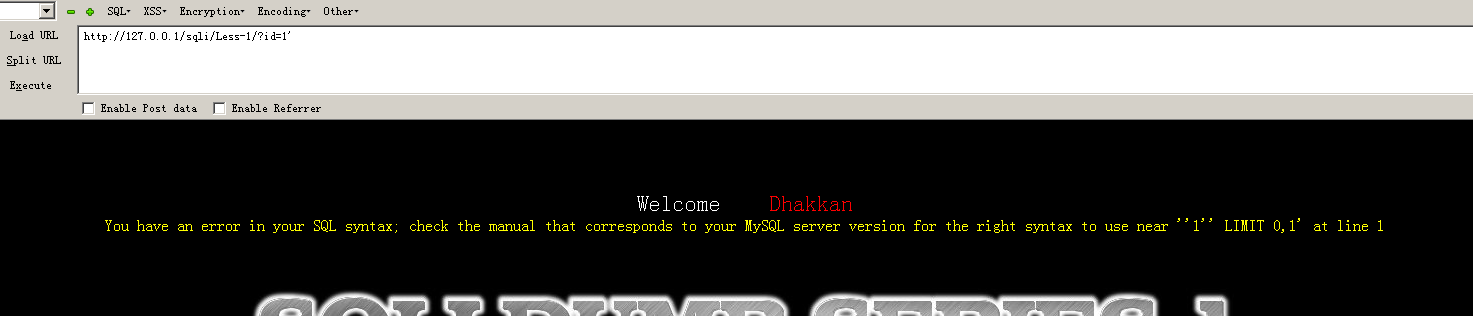 SQL▾ XSS▾ Encryption▾ Encoding▾ Other▾
Load URL
http://127.0.0.1/sqli/Less-1/?id=1'
Split URL
Execute
Enable Post data Enable Referrer
Welcome Dhakkan
You have an error in your SQL syntax; check the manual that corresponds to your MySQL server version for the right syntax to use near ''1'' LIMIT 0,1' at line 1